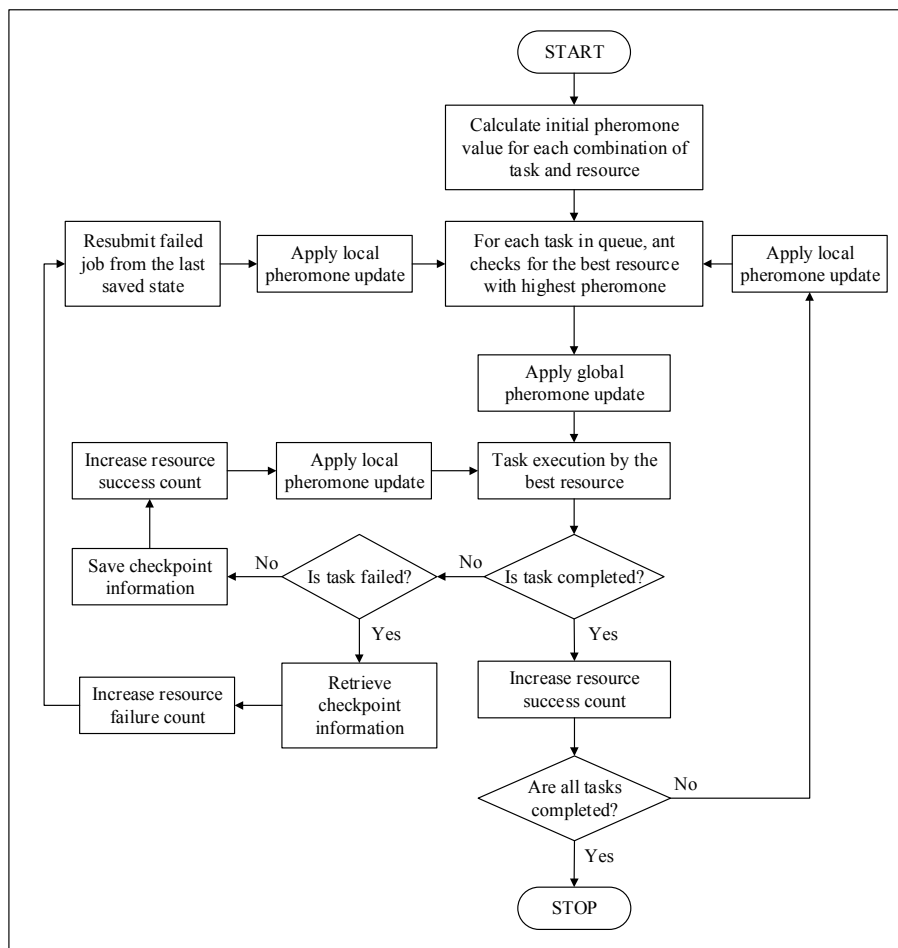 START
Calculate initial pheromone
value for each combination of
task and resource
Resubmit failed
job from the last
saved state
Apply local
pheromone update
For each task in queue, ant
checks for the best resource
with highest pheromone
Apply local
pheromone update
Apply global
pheromone update
Increase resource
success count
Apply local
pheromone update
Task execution by the
best resource
Save checkpoint
information
No
Is task failed?
No
Is task completed?
Yes
Yes
Increase resource
failure count
Retrieve
checkpoint
information
Increase resource
success count
Are all tasks
completed?
No
Yes
STOP